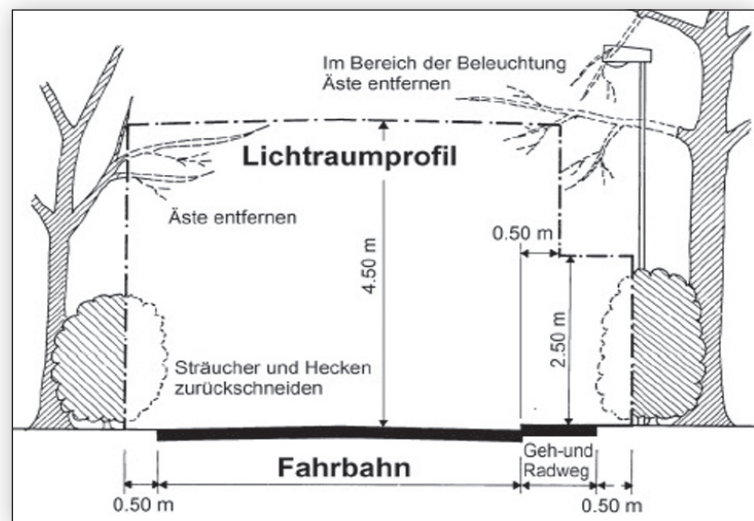 Im Bereich der Beleuchtung
Äste entfernen
Lichtraumprofil
Äste entfernen
0.50 m
4.50 m
2.50 m
Sträucher und Hecken
zurückschneiden
Fahrbahn
Geh-und
Radweg
0.50 m
0.50 m